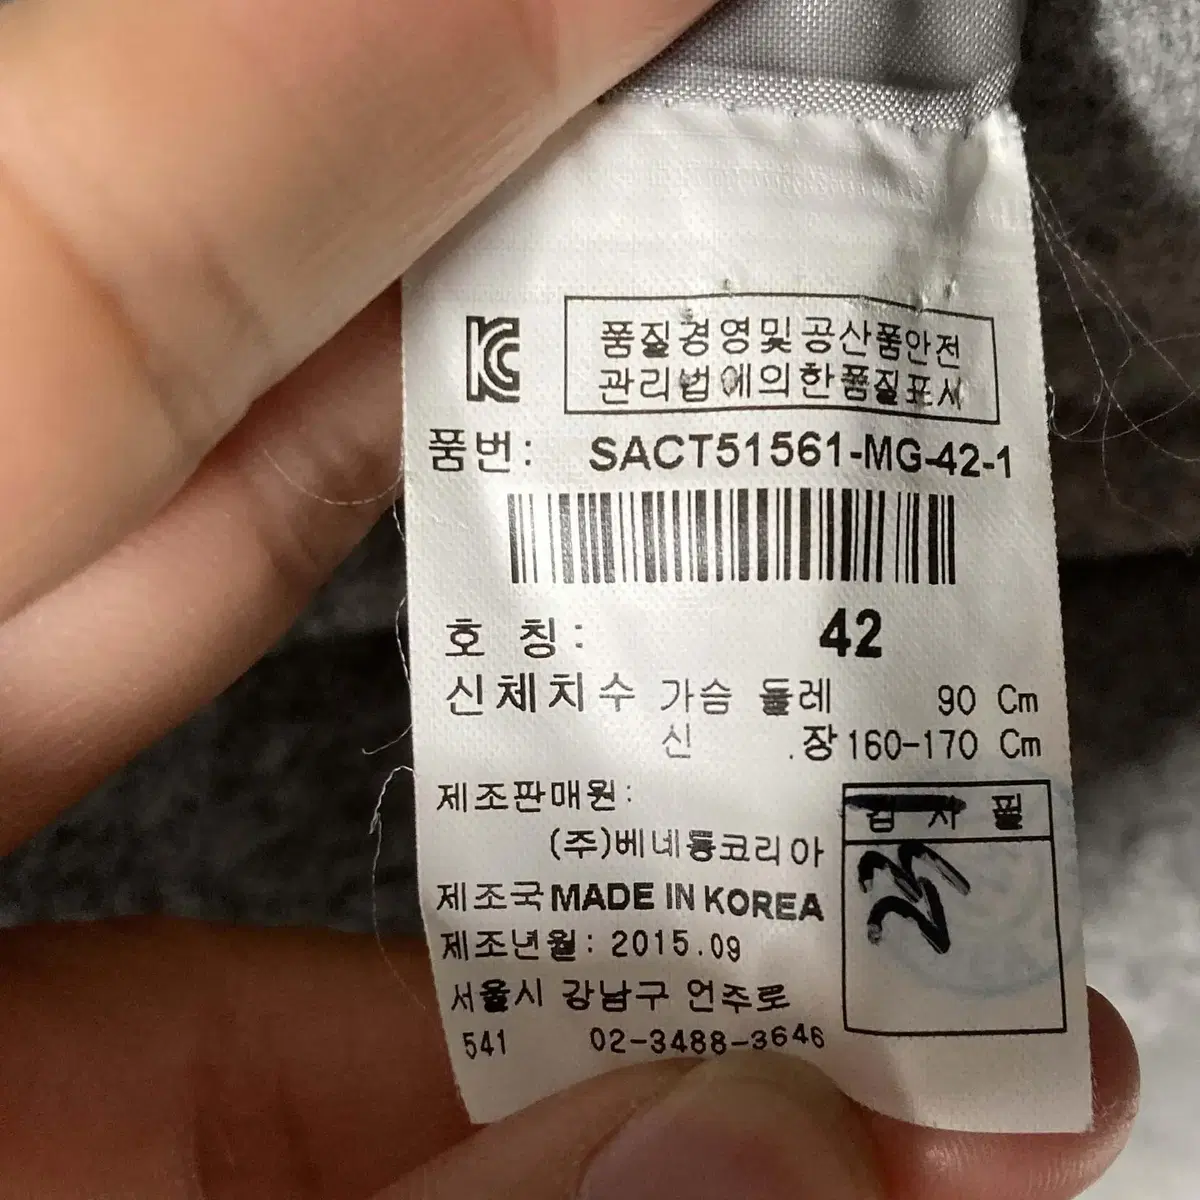 KC
품질경영및공산품안전
관리법에의한품질표시
품번: SACT51561-MG-42-1
호 칭: 42
신체치수 가슴 둘레 90 Cm
신 장 160-170 Cm
제조판매원:
(주)베네통코리아
제조국 MADE IN KOREA
제조년월: 2015.09
서울시 강남구 언주로
541 02-3488-3646
검 사 필
23